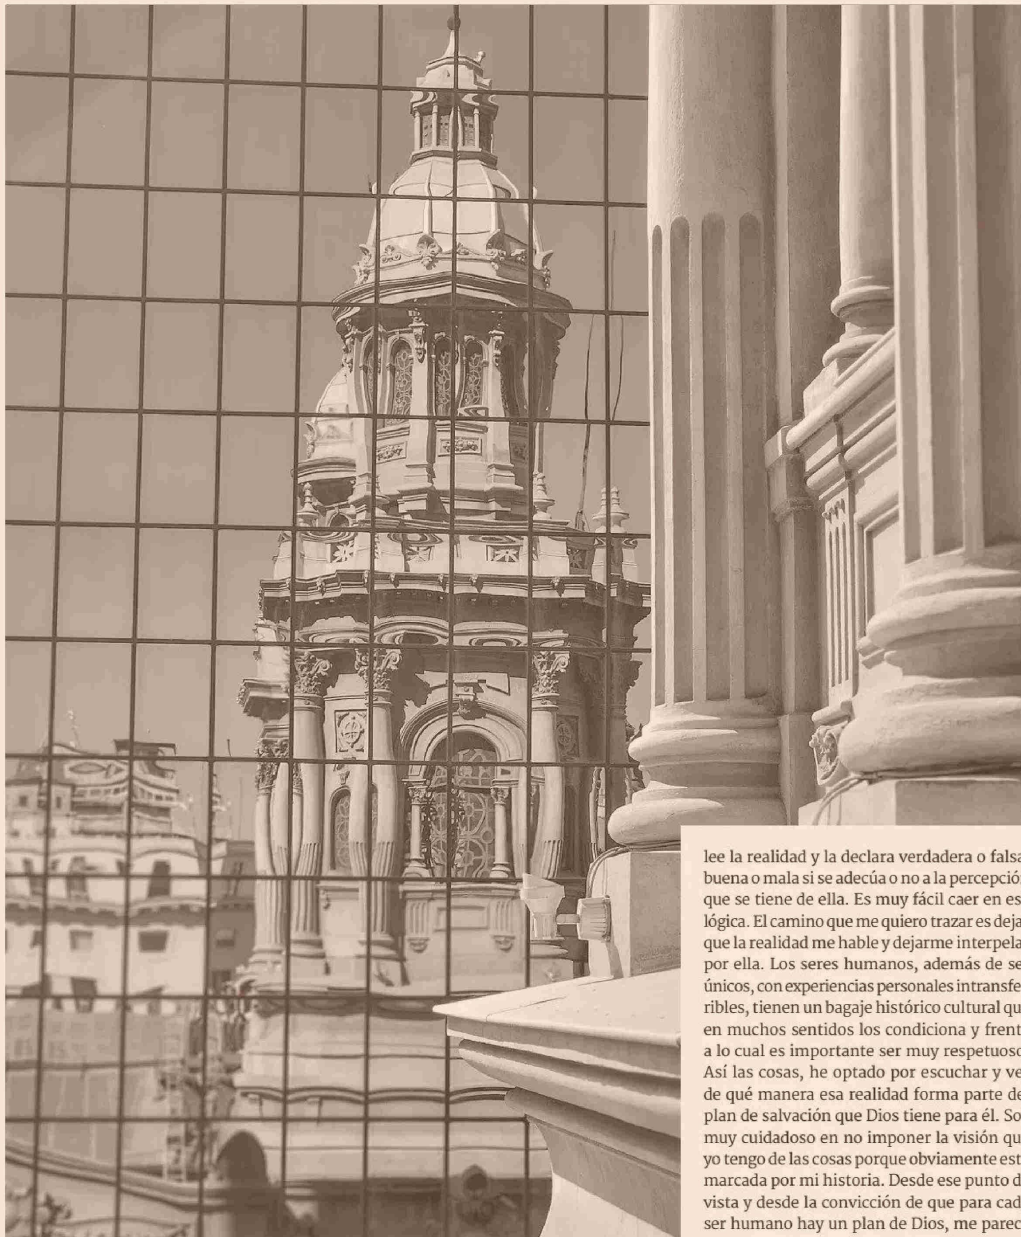 lee la realidad y la declara verdadera o falsa
buena o mala si se adecúa o no a la percepció
que se tiene de ella. Es muy fácil caer en es
lógica. El camino que me quiero trazar es deja
que la realidad me hable y dejarme interpela
por ella. Los seres humanos, además de se
únicos, con experiencias personales intransfe
ribles, tienen un bagaje histórico cultural qu
en muchos sentidos los condiciona y frent
a lo cual es importante ser muy respetuoso
Así las cosas, he optado por escuchar y ve
de qué manera esa realidad forma parte de
plan de salvación que Dios tiene para él. So
muy cuidadoso en no imponer la visión qu
yo tengo de las cosas porque obviamente est
marcada por mi historia. Desde ese punto d
vista y desde la convicción de que para cad
ser humano hay un plan de Dios, me parec